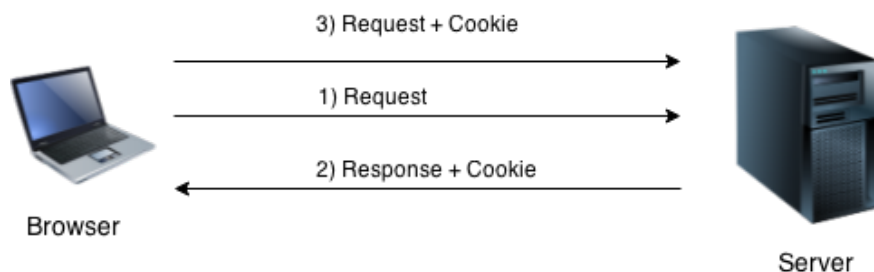 3) Request + Cookie
1) Request
2) Response + Cookie
Browser
Server